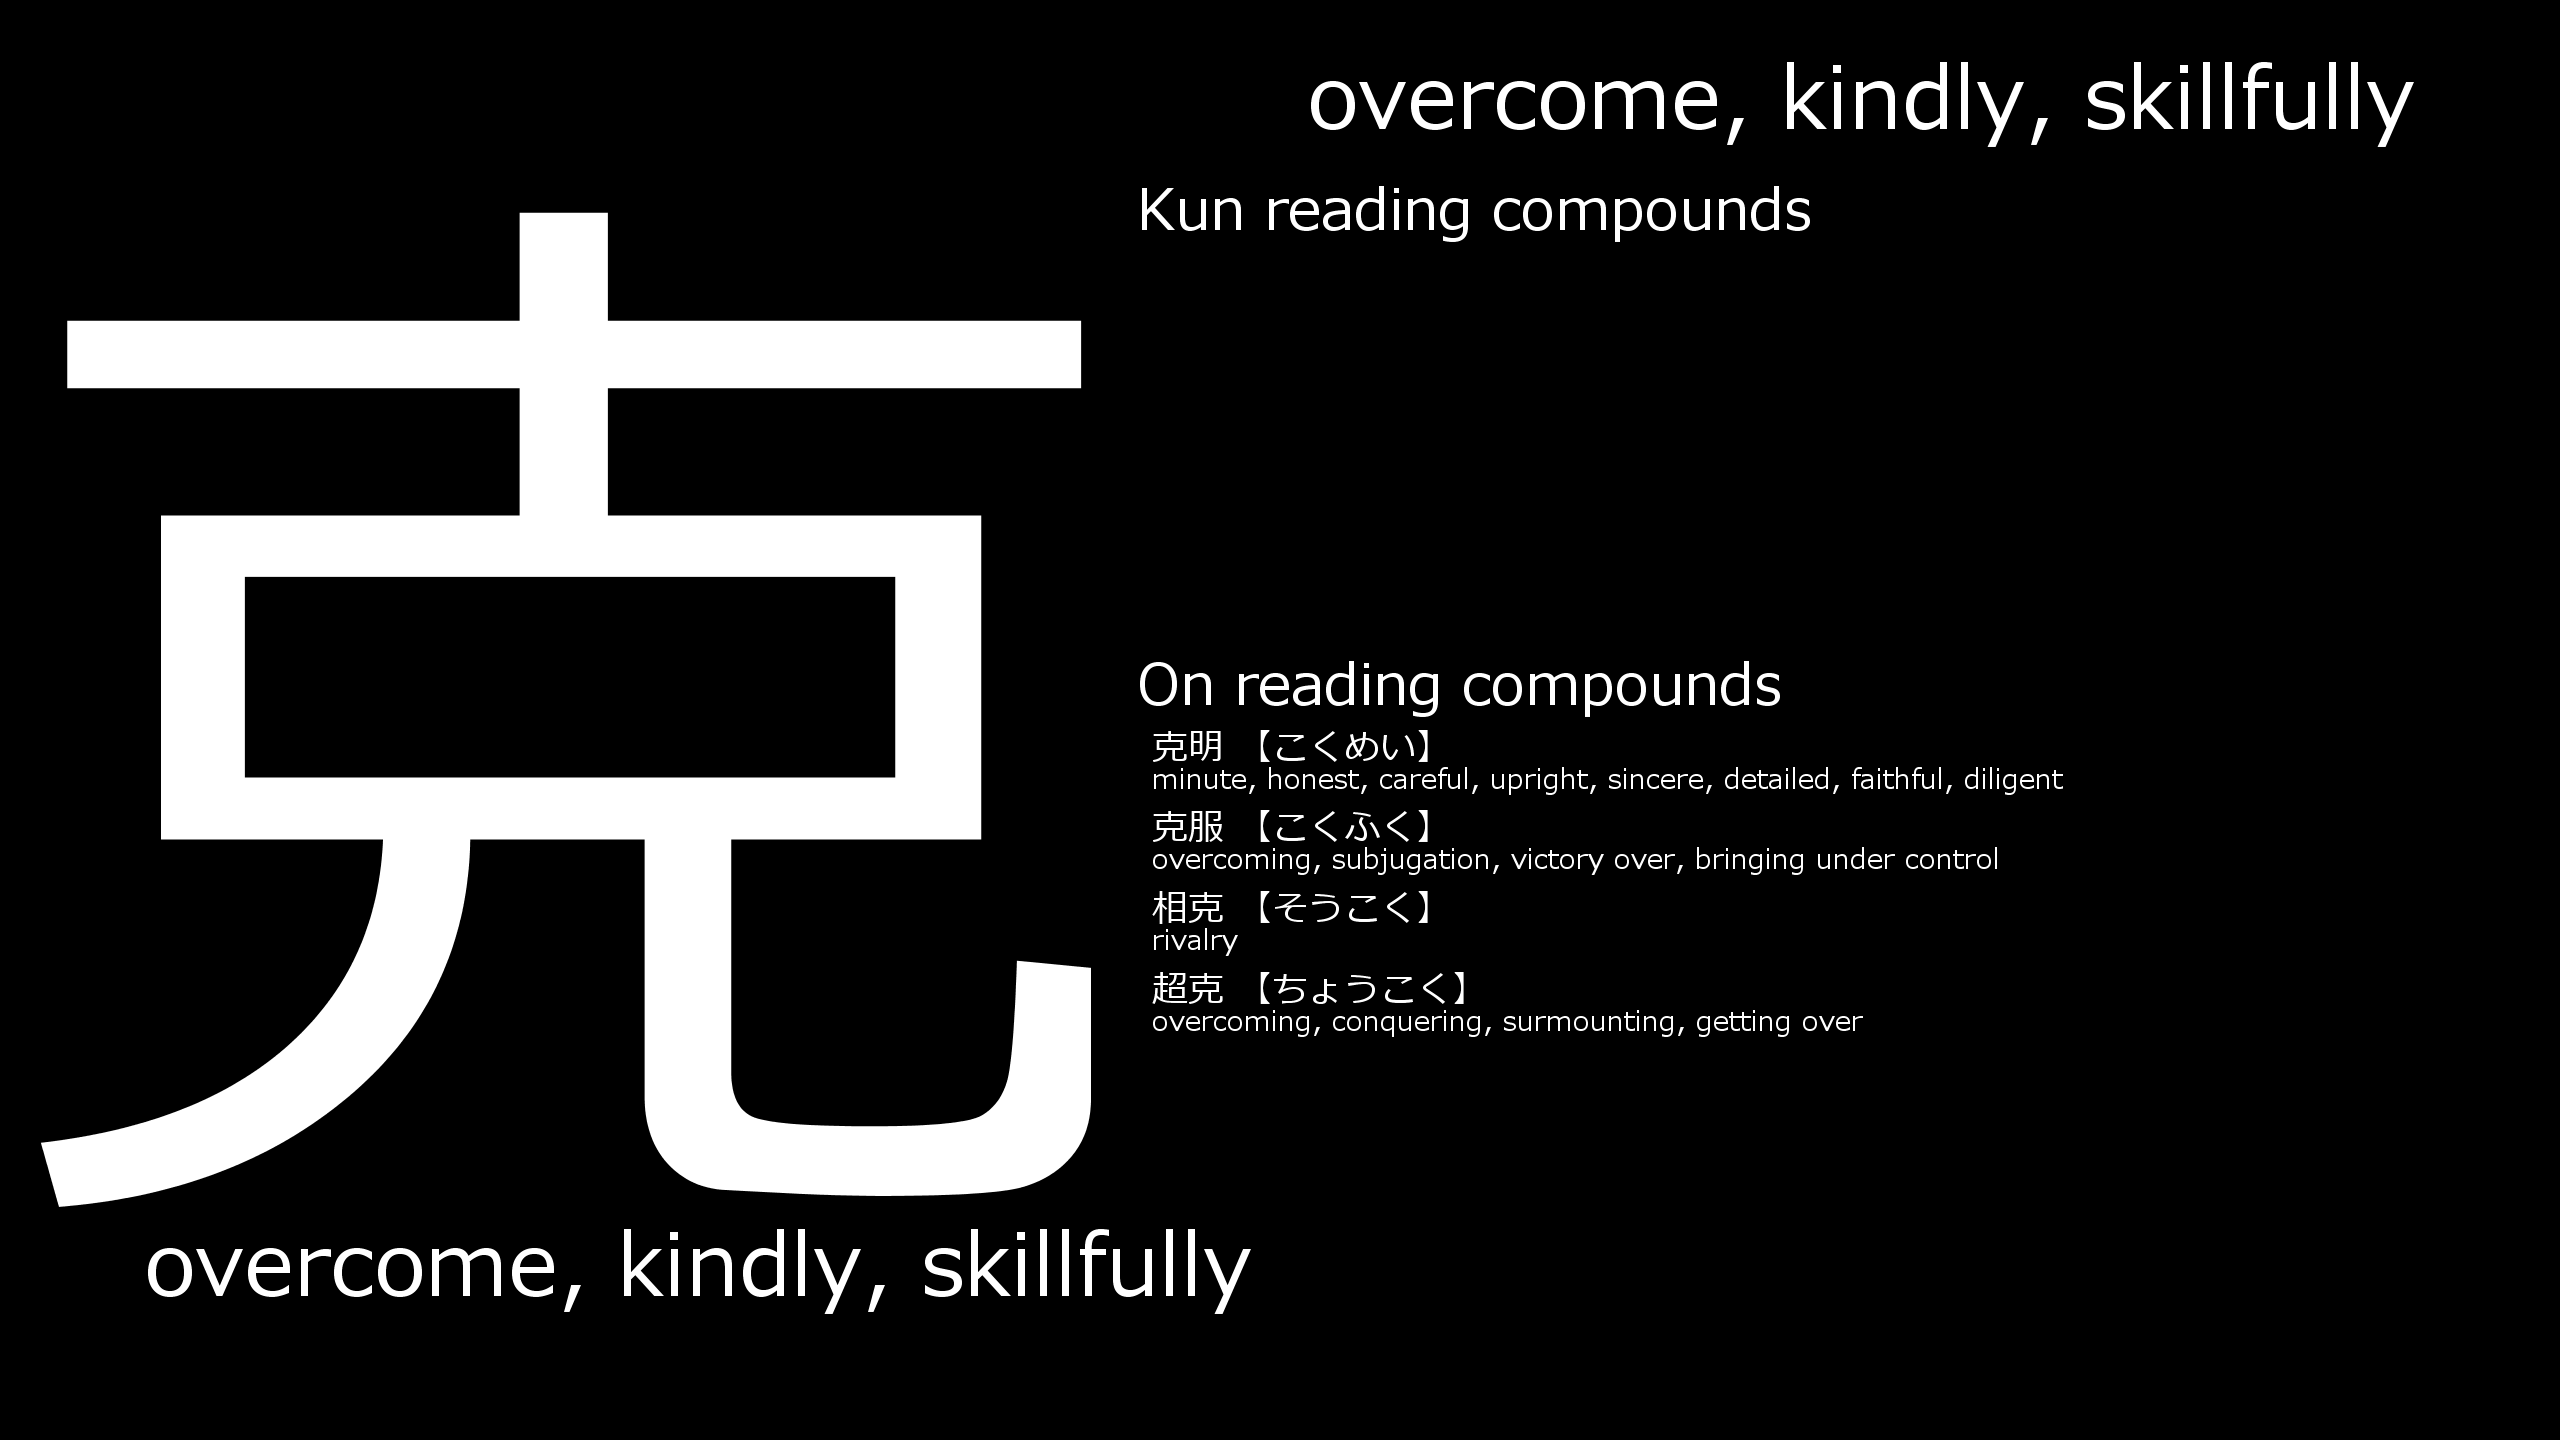 克
overcome, kindly, skillfully
overcome, kindly, skillfully
Kun reading compounds
On reading compounds
克明 【こくめい】
minute, honest, careful, upright, sincere, detailed, faithful, diligent
克服 【こくふく】
overcoming, subjugation, victory over, bringing under control
相克 【そうこく】
rivalry
超克 【ちょうこく】
overcoming, conquering, surmounting, getting over